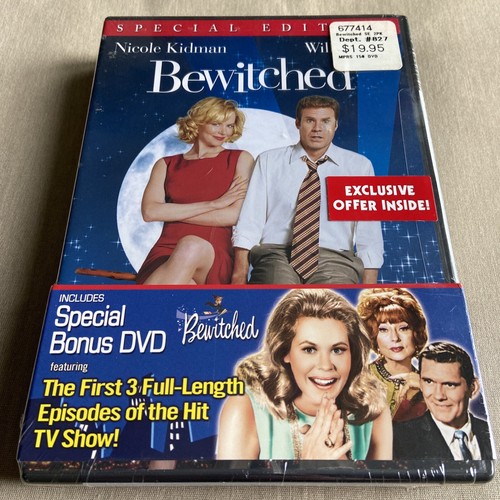 SPECIAL EDIT
Nicole Kidman
Wil
Bewitched
677414
Bewitched SE 2PK
Dept. #827
$19.95
EXCLUSIVE
OFFER INSIDE!
INCLUDES
Special
Bonus DVD
featuring
The First 3 Full-Length
Episodes of the Hit
TV Show!
Bewitched